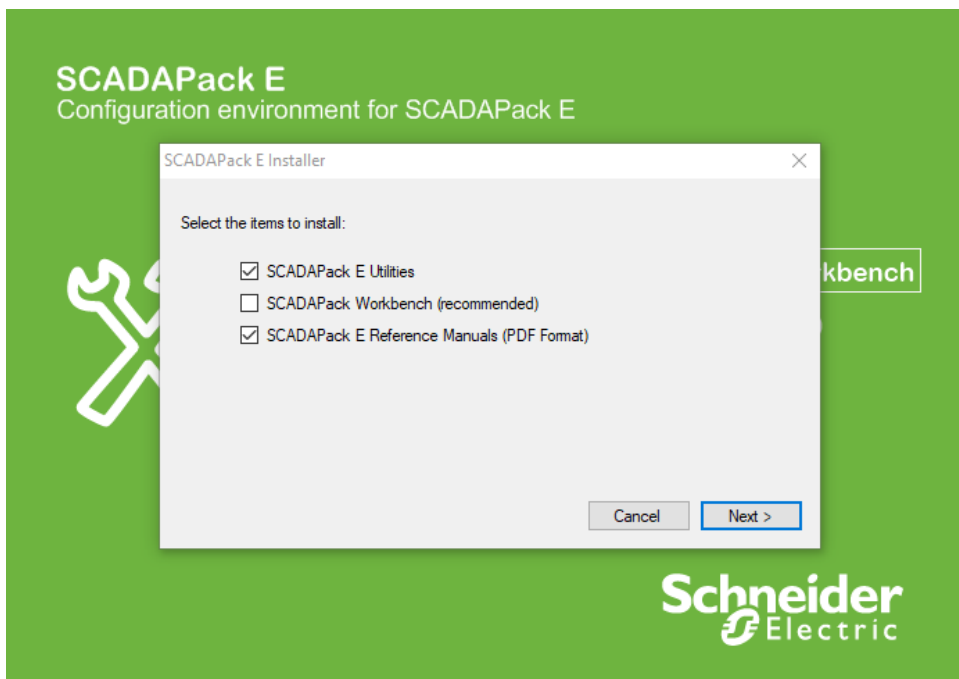 SCADAPack E
Configuration environment for SCADAPack E
SCADAPack E Installer
Select the items to install:
SCADAPack E Utilities
SCADAPack Workbench (recommended)
SCADAPack E Reference Manuals (PDF Format)
kbench
Cancel
Next >
Schneider
Electric